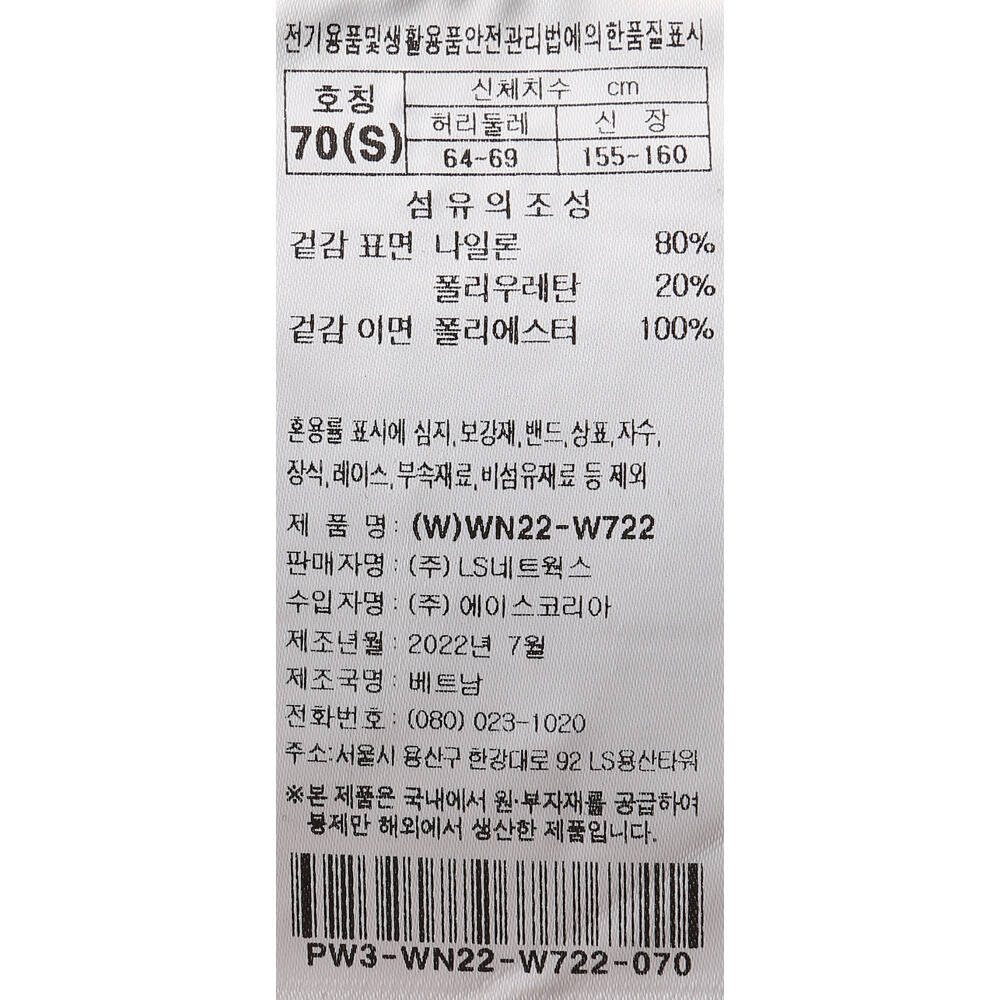 전기용품및생활용품안전관리법에의한품질표시
호칭 신체치수 cm
70(S) 허리둘레 신 장
64~69 155~160
섬유의조성
겉감 표면 나일론 80%
폴리우레탄 20%
겉감 이면 폴리에스터 100%
혼용률 표시에 심지,보강재,밴드,상표,자수,
장식,레이스,부속재료,비섬유재료 등 제외
제 품 명: (W)WN22-W722
판매자명: (주)LS네트웍스
수입자명: (주)에이스코리아
제조년월: 2022년 7월
제조국명: 베트남
전화번호: (080) 023-1020
주소:서울시 용산구 한강대로 92 LS용산타워
※본 제품은 국내에서 원·부자재를 공급하여
봉제만 해외에서 생산한 제품입니다.
PW3-WN22-W722-070